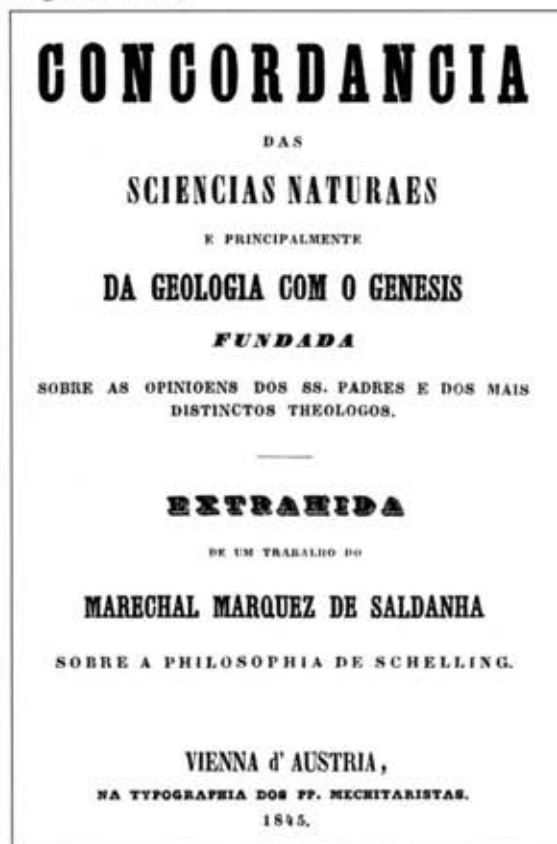 CONCORDANCIA
DAS
SCIENCIAS NATURAES
E PRINCIPALMENTE
DA GEOLOGIA COM O GENESIS
FUNDADA
SOBRE AS OPINIOENS DOS SS. PADRES E DOS MAIS
DISTINCTOS THEOLOGOS.
EXTRAHIDA
DE UM TRABALHO DO
MARECHAL MARQUEZ DE SALDANHA
SOBRE A PHILOSOPHIA DE SCHELLING.
VIENNA d' AUSTRIA,
NA TYPOGRAPHIA DOS PP. MECHITARISTAS.
1845.